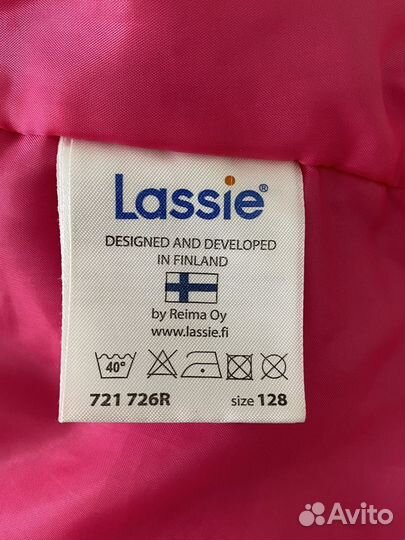 Lassie®
DESIGNED AND DEVELOPED
IN FINLAND
by Reima Oy
www.lassie.fi
40°
721 726R size 128
Avito